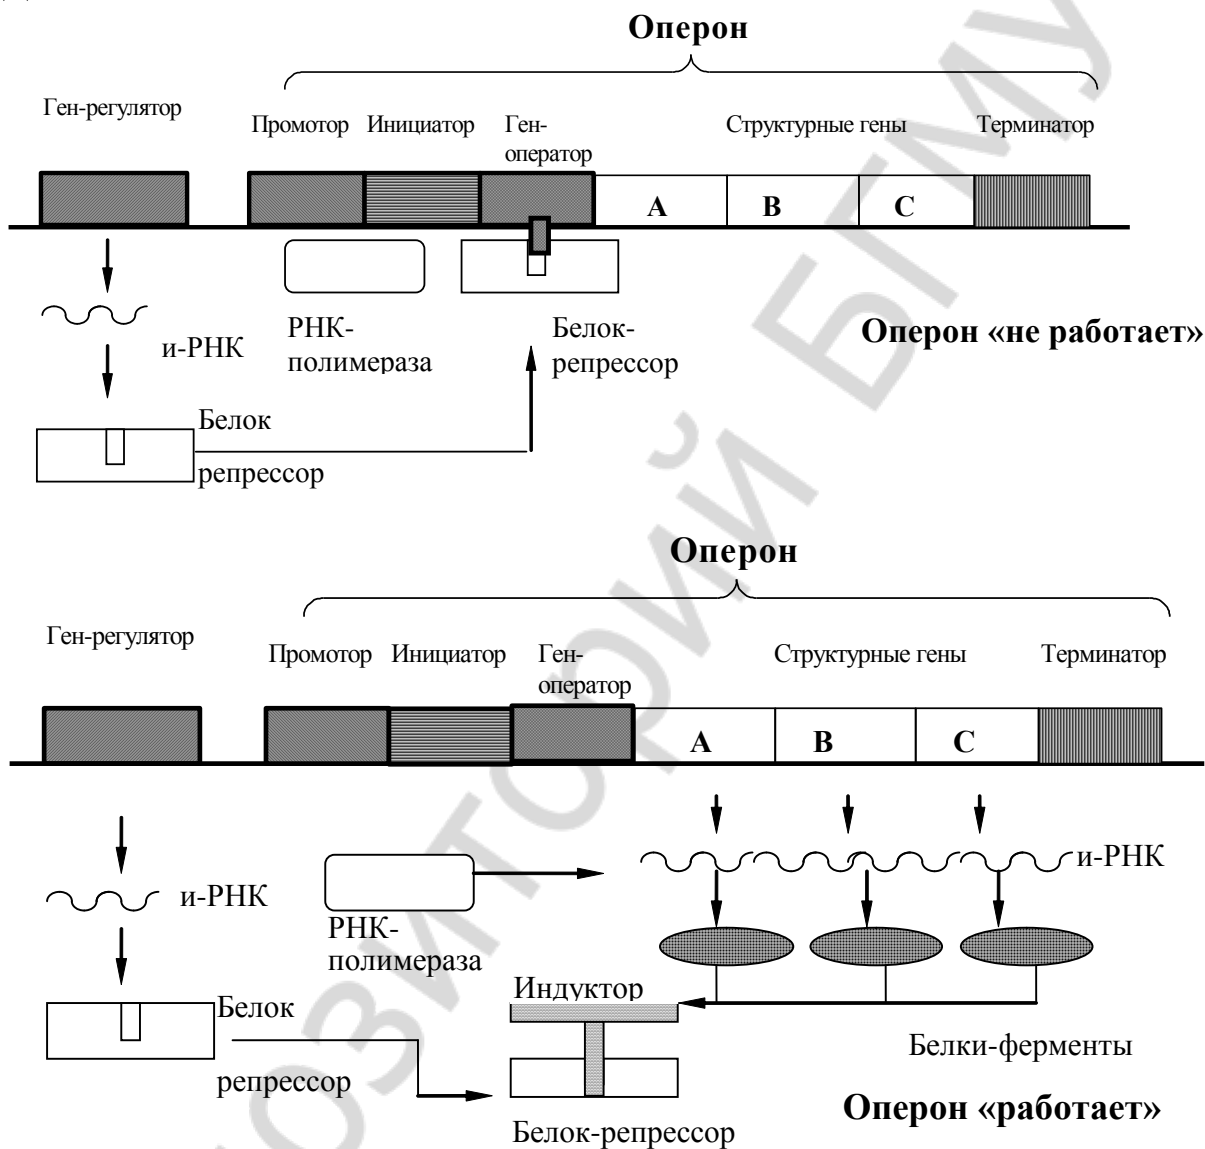 Оперон
Ген-регулятор
Промотор Инициатор Ген-
оператор
Структурные гены Терминатор
A B C
и-РНК
РНК-
полимераза
Белок-
репрессор
Оперон «не работает»
Белок
репрессор
Оперон
Ген-регулятор
Промотор Инициатор Ген-
оператор
Структурные гены Терминатор
A B C
и-РНК
и-РНК
РНК-
полимераза
Индуктор
Белок
репрессор
Белки-ферменты
Оперон «работает»
Белок-репрессор
озиторий БГМУ